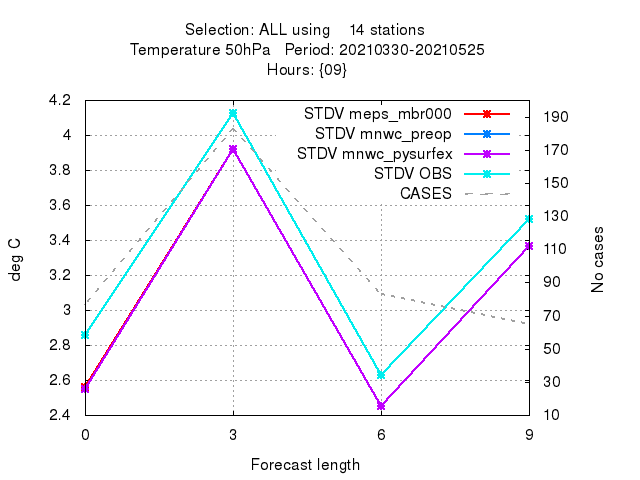 Selection: ALL using    14 stations
Temperature 50hPa   Period: 20210330-20210525
Hours: {09}
STDV meps_mbr000
STDV mnwc_preop
STDV mnwc_pysurfex
STDV OBS
CASES
deg C
4.2
4
3.8
3.6
3.4
3.2
3
2.8
2.6
2.4
190
170
150
130
110
90
70
50
30
10
No cases
0 3 6 9
Forecast length